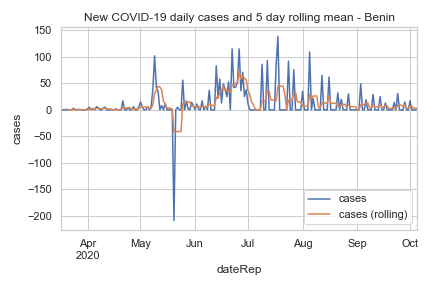 New COVID-19 daily cases and 5 day rolling mean - Benin
150
100
50
0
−50
−100
−150
−200
cases
Apr
2020
May
Jun
Jul
Aug
Sep
Oct
dateRep
cases
cases (rolling)